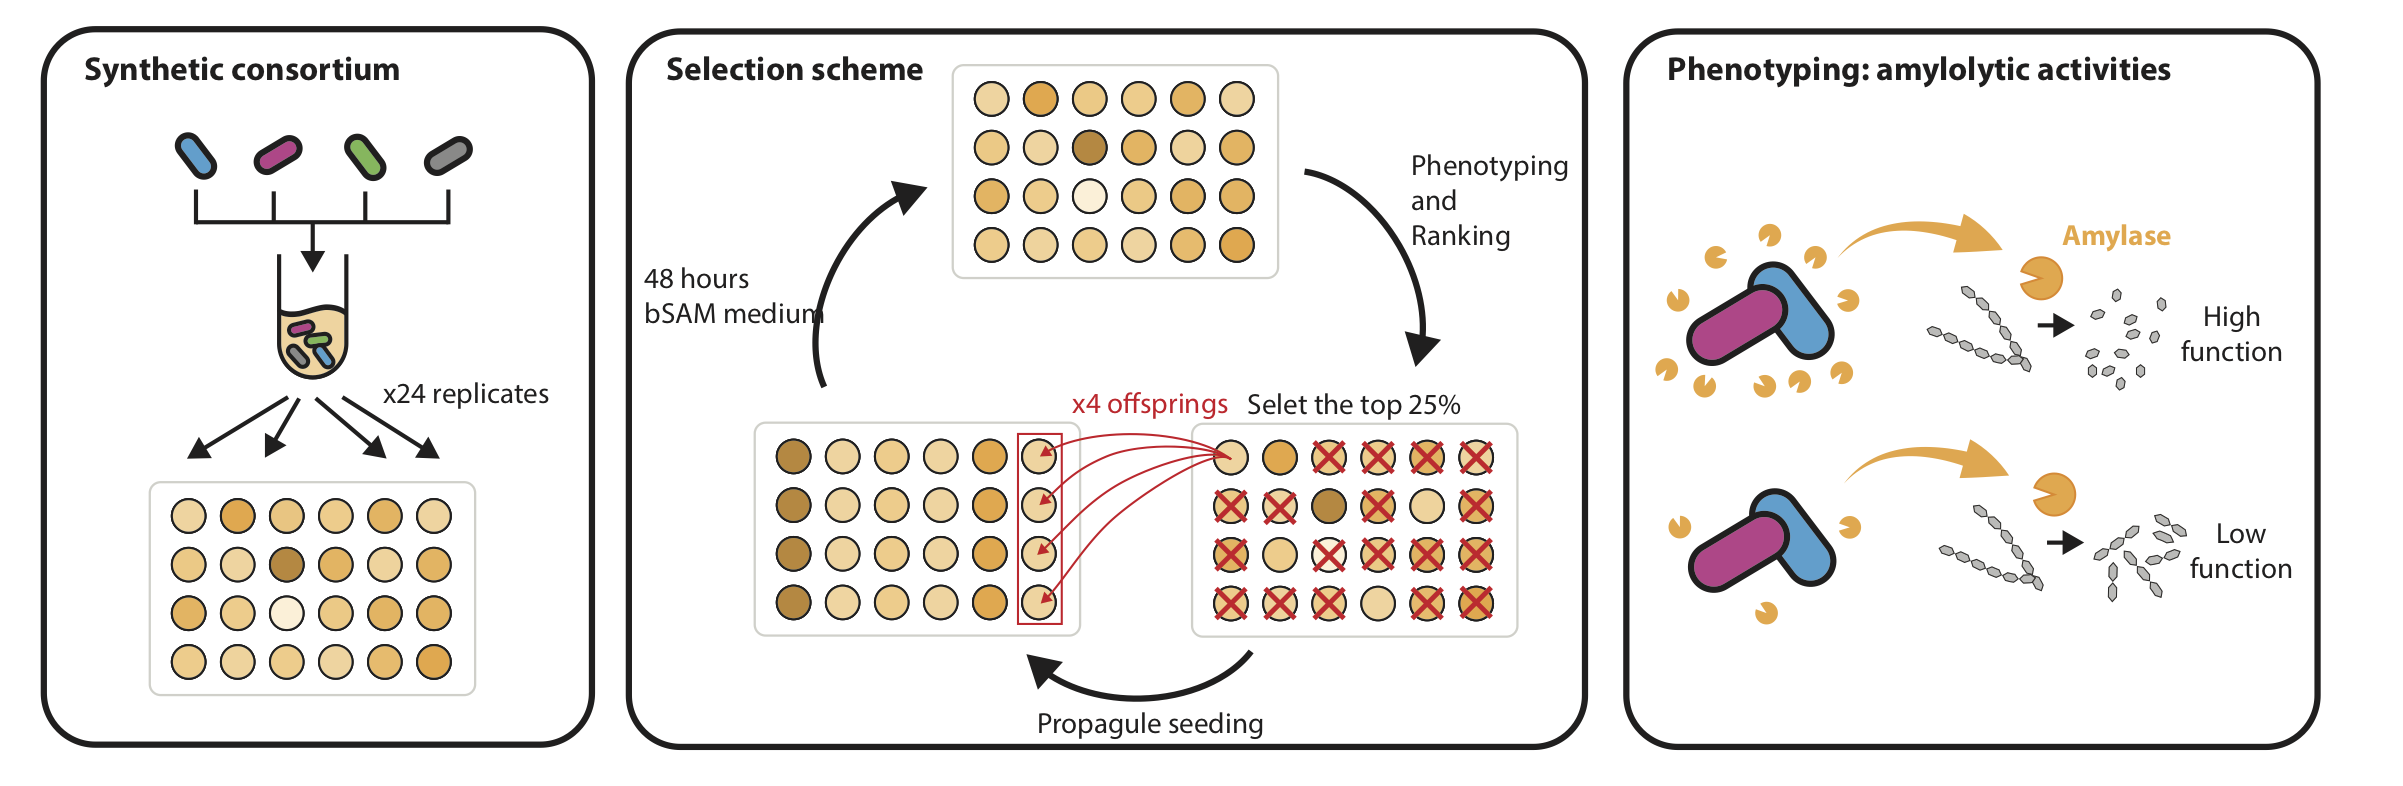 Synthetic consortium
x24 replicates
Selection scheme
Phenotyping
and
Ranking
48 hours
bSAM medium
x4 offsprings
Selet the top 25%
Propagule seeding
Phenotyping: amylolytic activities
Amylase
High
function
Low
function